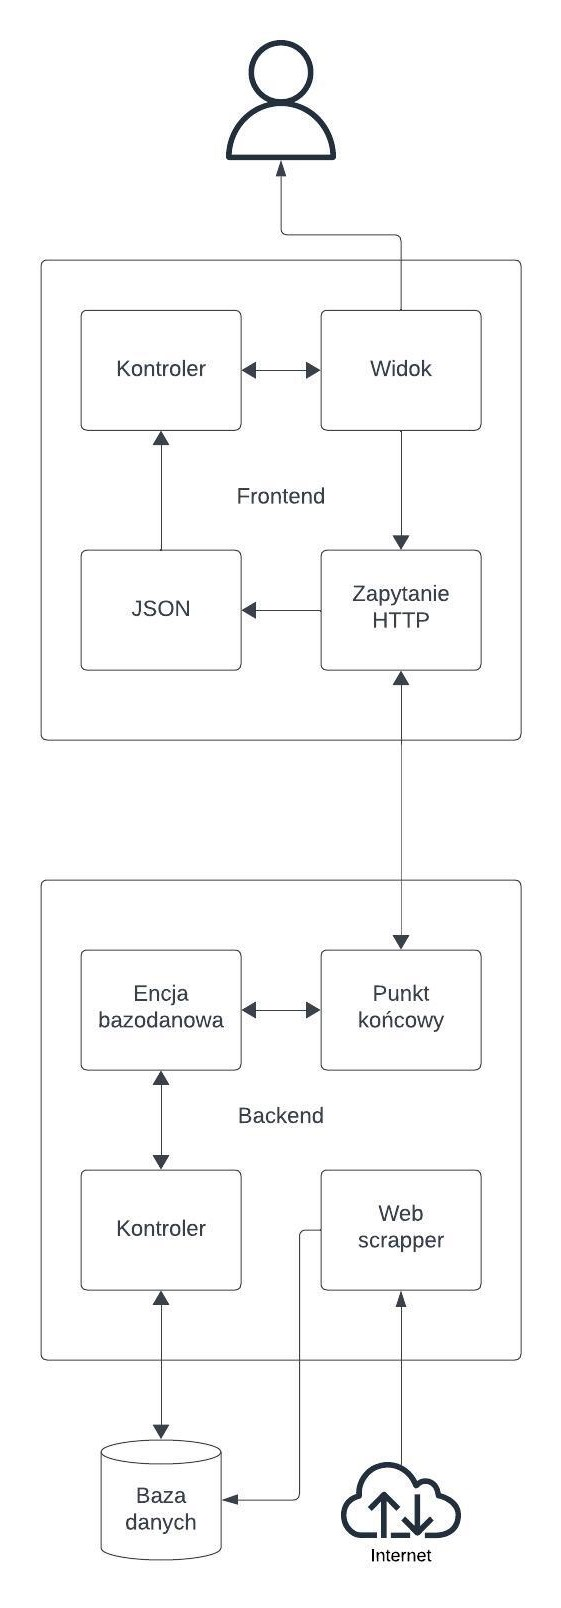 Kontroler
Widok
Frontend
JSON
Zapytanie
HTTP
Encja
bazodanowa
Punkt
końcowy
Backend
Kontroler
Web
scrapper
Baza
danych
Internet